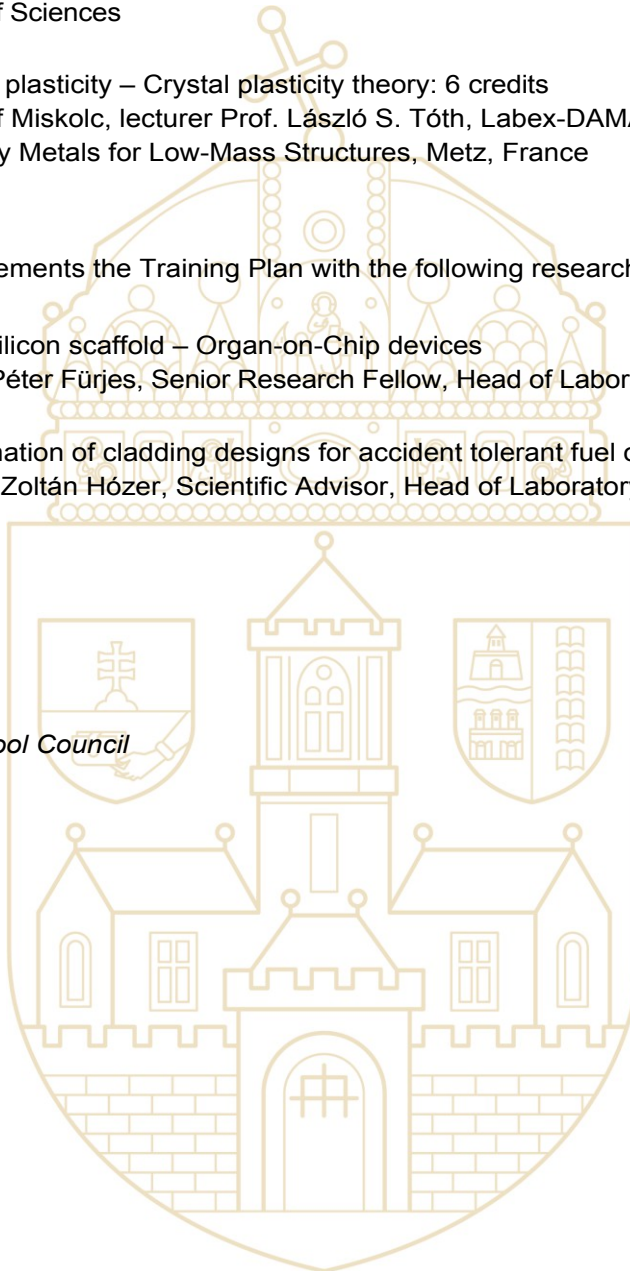 f Sciences
plasticity – Crystal plasticity theory: 6 credits
f Miskolc, lecturer Prof. László S. Tóth, Labex-DAMA
y Metals for Low-Mass Structures, Metz, France
ements the Training Plan with the following research
ilicon scaffold – Organ-on-Chip devices
Péter Fürjes, Senior Research Fellow, Head of Labor
ation of cladding designs for accident tolerant fuel
Zoltán Hózer, Scientific Advisor, Head of Laboratory
ool Council